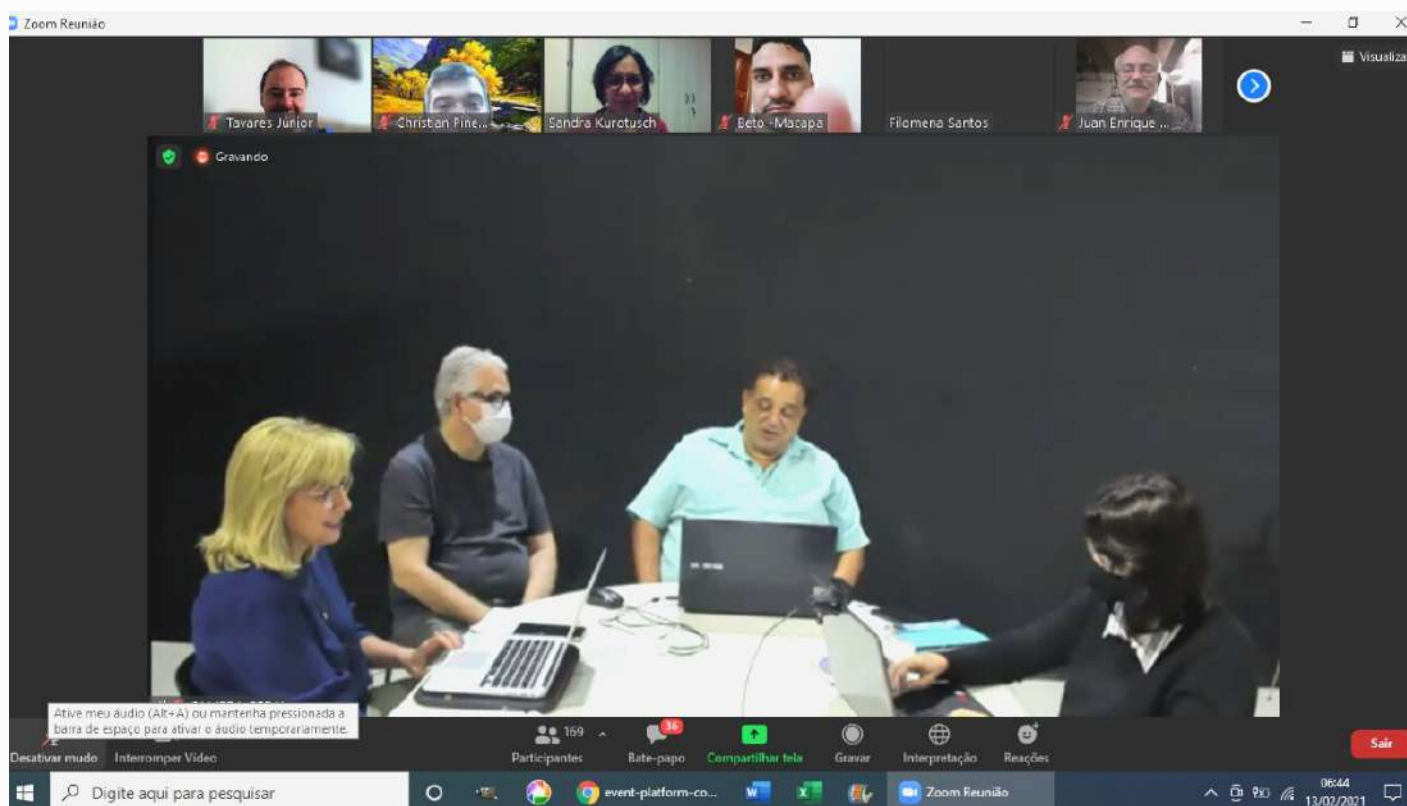 Zoom Reunião
Visualiza
Tavares Júnior
Christian Pine...
Sandra Kurotusch
Beto -Macapa
Filomena Santos
Juan Enrique ...
Gravando
Ative meu áudio (Alt+A) ou mantenha pressionada a
barra de espaço para ativar o áudio temporariamente.
Desativar mudo
Interromper Vídeo
169
Participantes
36
Bate-papo
Compartilhar tela
Gravar
Interpretação
Reações
Sair
Digite aqui para pesquisar
event-platform-co...
Zoom Reunião
06:44
13/02/2021